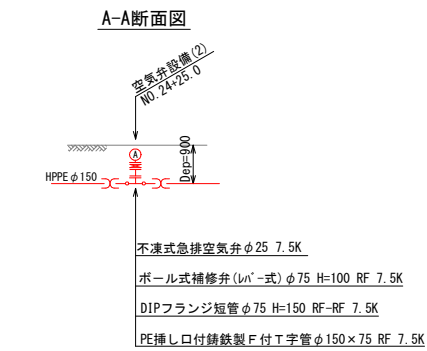 A-A断面図
空気弁設備(2)
NO.24+25.0
A
Dep=900
HPPEφ150
不凍式急排空気弁φ25 7.5K
ボール式補修弁(ﾚﾊﾞｰ式)φ75 H=100 RF 7.5K
DIPフランジ短管φ75 H=150 RF-RF 7.5K
PE挿し口付鋳鉄製F付T字管φ150×75 RF 7.5K